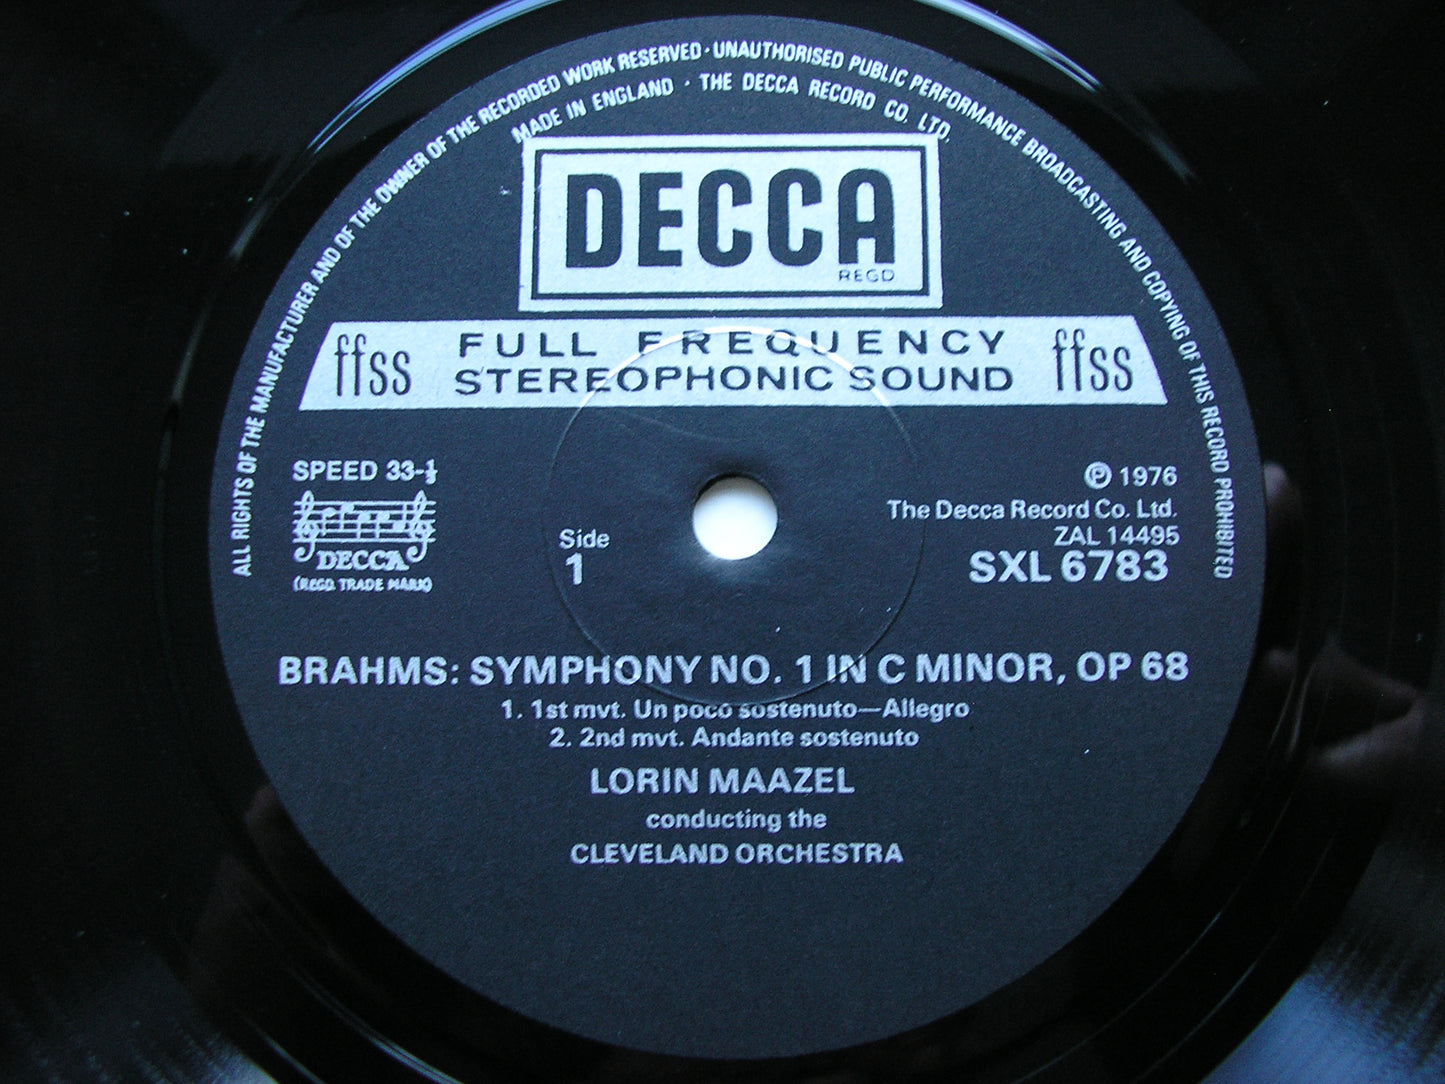 ALL RIGHTS OF THE MANUFACTURER AND OF THE OWNER OF THE RECORDED WORK RESERVED · UNAUTHORISED PUBLIC PERFORMANCE BROADCASTING AND COPYING OF THIS RECORD PROHIBITED
MADE IN ENGLAND · THE DECCA RECORD CO. LTD.
DECCA
REGD
ffss FULL FREQUENCY ffss
STEREOPHONIC SOUND
SPEED 33-⅓
DECCA
(REGD. TRADE MARK)
Side
1
℗ 1976
The Decca Record Co. Ltd.
ZAL 14495
SXL 6783
BRAHMS: SYMPHONY NO. 1 IN C MINOR, OP 68
1. 1st mvt. Un poco sostenuto—Allegro
2. 2nd mvt. Andante sostenuto
LORIN MAAZEL
conducting the
CLEVELAND ORCHESTRA